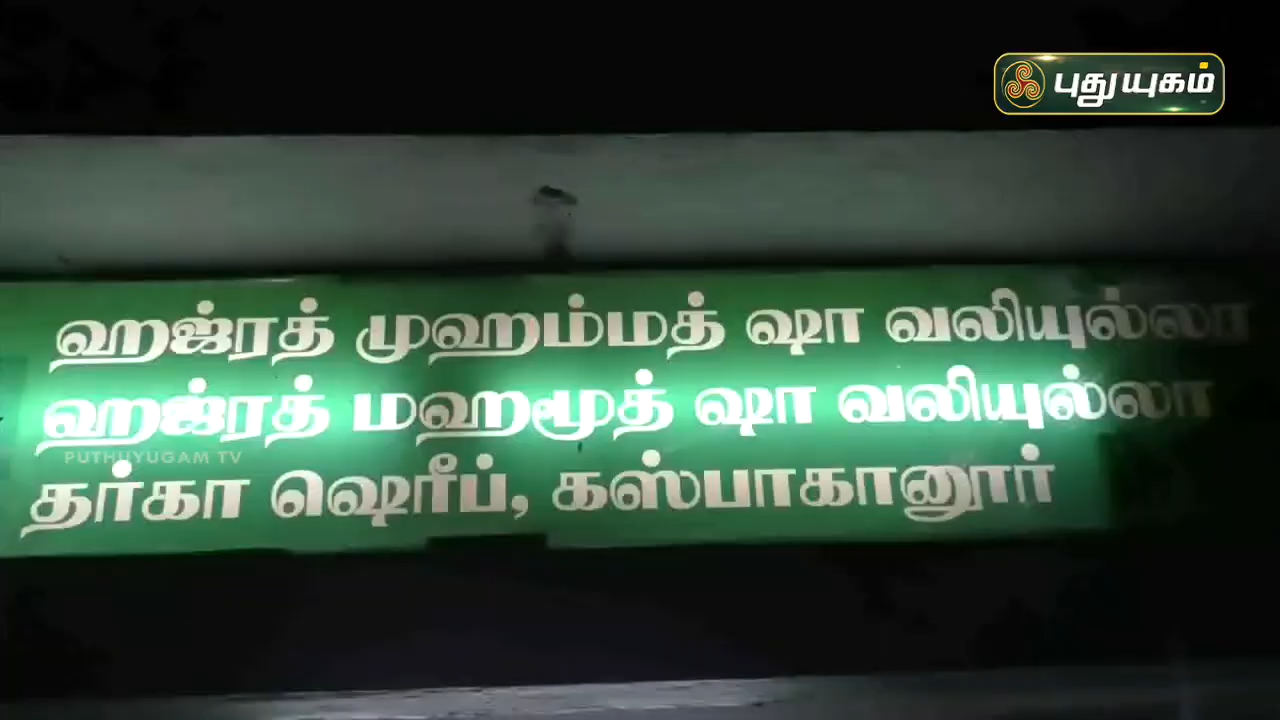 புதுயுகம்
ஹஜ்ரத் முஹம்மத் ஷா வலியுல்லா
ஹஜ்ரத் மஹமூத் ஷா வலியுல்லா
PUTHUYUGAM TV
தர்கா ஷெரீப், கஸ்பாகானூர்